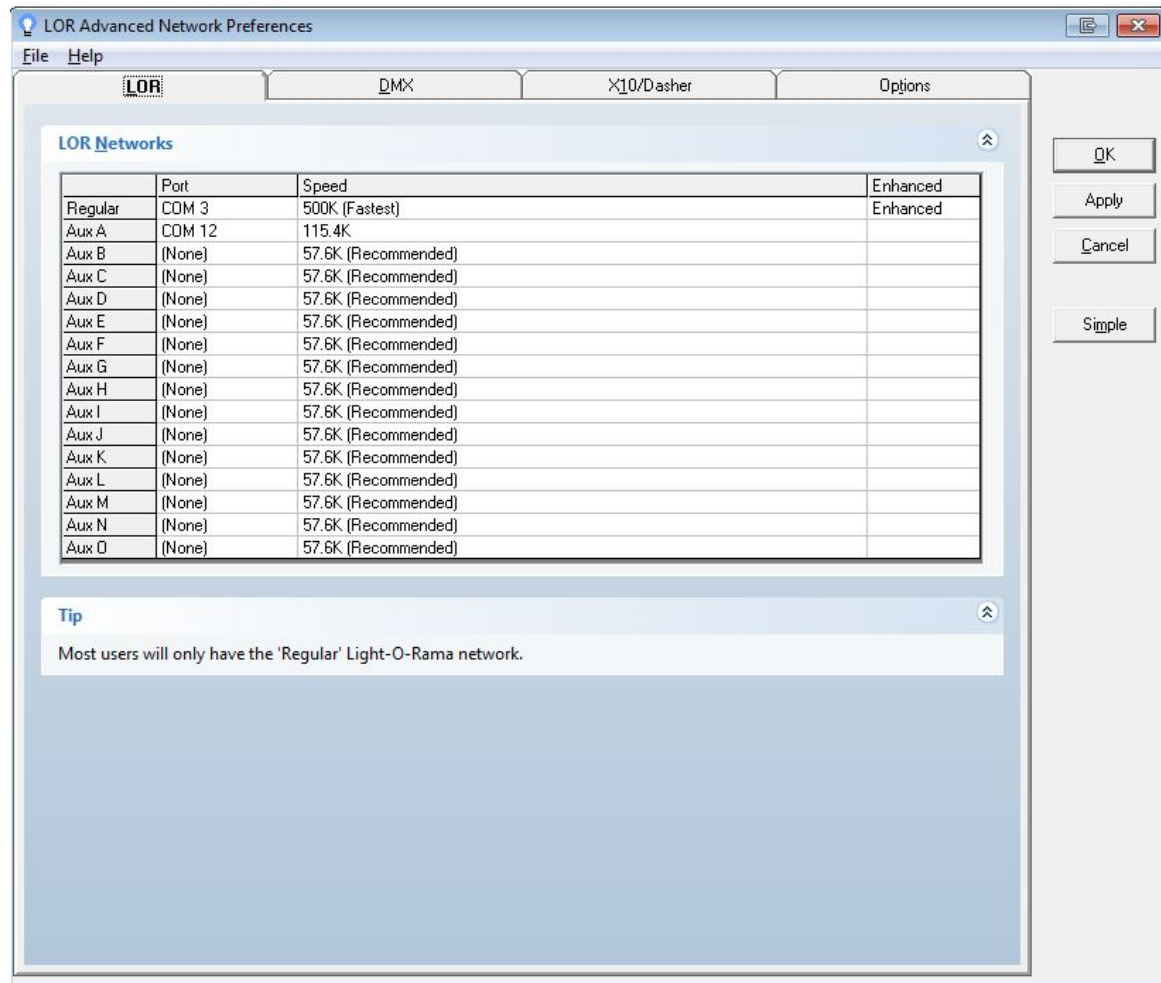 LOR Advanced Network Preferences
File Help
LOR DMX X10/Dasher Options
LOR Networks
OK
Apply
Cancel
Simple
Port Speed Enhanced
Regular COM 3 500K (Fastest) Enhanced
Aux A COM 12 115.4K
Aux B (None) 57.6K (Recommended)
Aux C (None) 57.6K (Recommended)
Aux D (None) 57.6K (Recommended)
Aux E (None) 57.6K (Recommended)
Aux F (None) 57.6K (Recommended)
Aux G (None) 57.6K (Recommended)
Aux H (None) 57.6K (Recommended)
Aux I (None) 57.6K (Recommended)
Aux J (None) 57.6K (Recommended)
Aux K (None) 57.6K (Recommended)
Aux L (None) 57.6K (Recommended)
Aux M (None) 57.6K (Recommended)
Aux N (None) 57.6K (Recommended)
Aux O (None) 57.6K (Recommended)
Tip
Most users will only have the 'Regular' Light-O-Rama network.